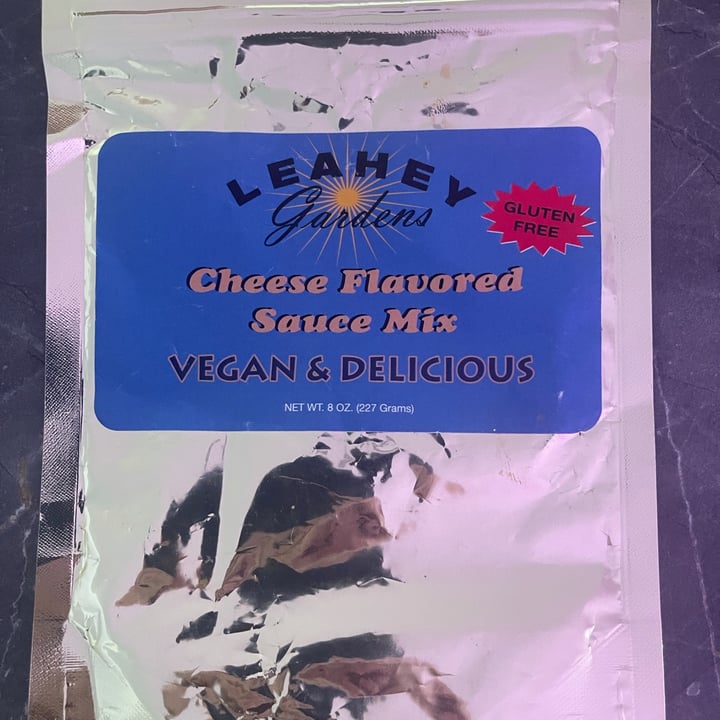 LEAHEY
Gardens
GLUTEN
FREE
Cheese Flavored
Sauce Mix
VEGAN & DELICIOUS
NET WT. 8 OZ. (227 Grams)